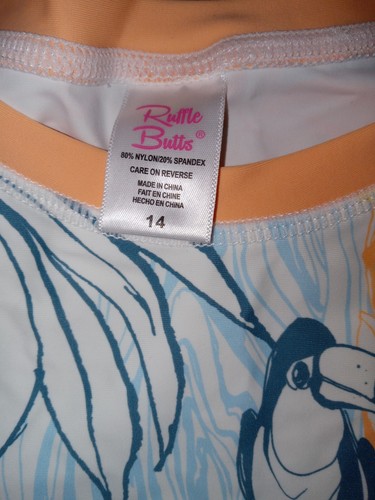 Ruffle
Butts®
80% NYLON/20% SPANDEX
CARE ON REVERSE
MADE IN CHINA
FAIT EN CHINE
HECHO EN CHINA
14